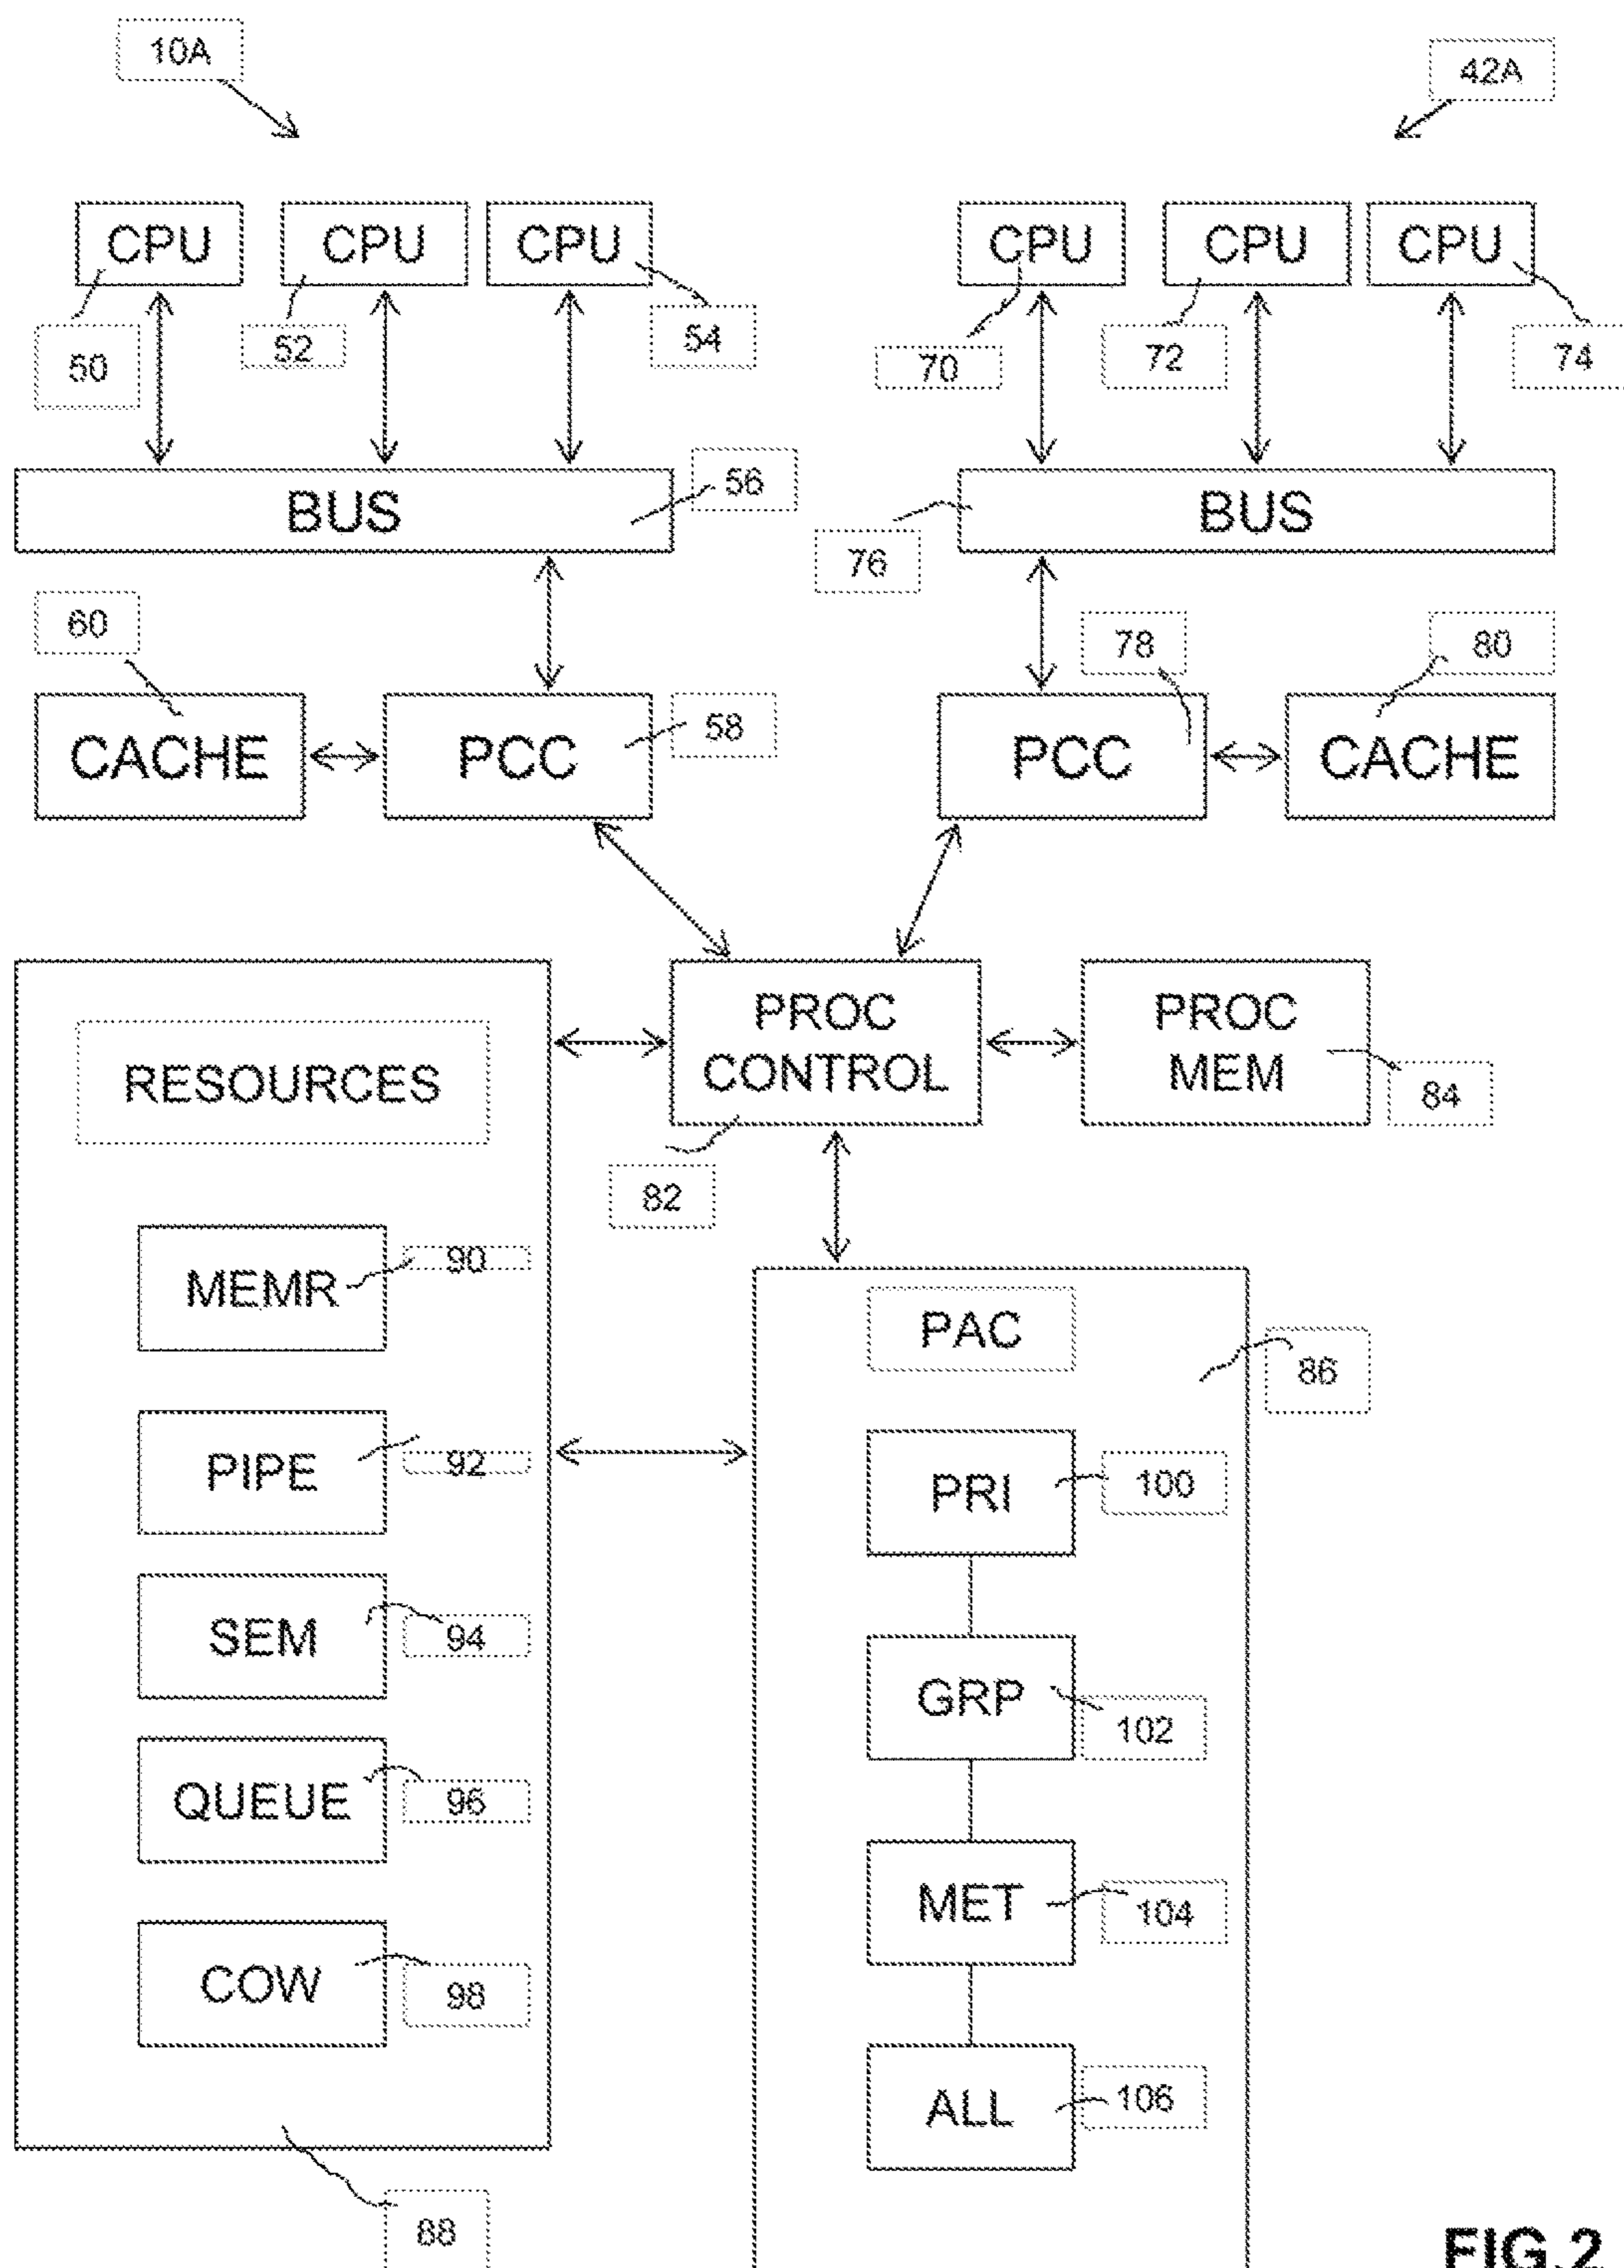 10A
42A
CPU
CPU
CPU
CPU
CPU
CPU
50
52
54
70
72
74
BUS
56
76
BUS
60
78
80
CACHE
PCC
58
PCC
CACHE
RESOURCES
PROC
CONTROL
PROC
MEM
84
82
MEMR
90
PAC
86
PIPE
92
PRI
100
SEM
94
GRP
102
QUEUE
96
MET
104
COW
98
ALL
106
88
FIG.2